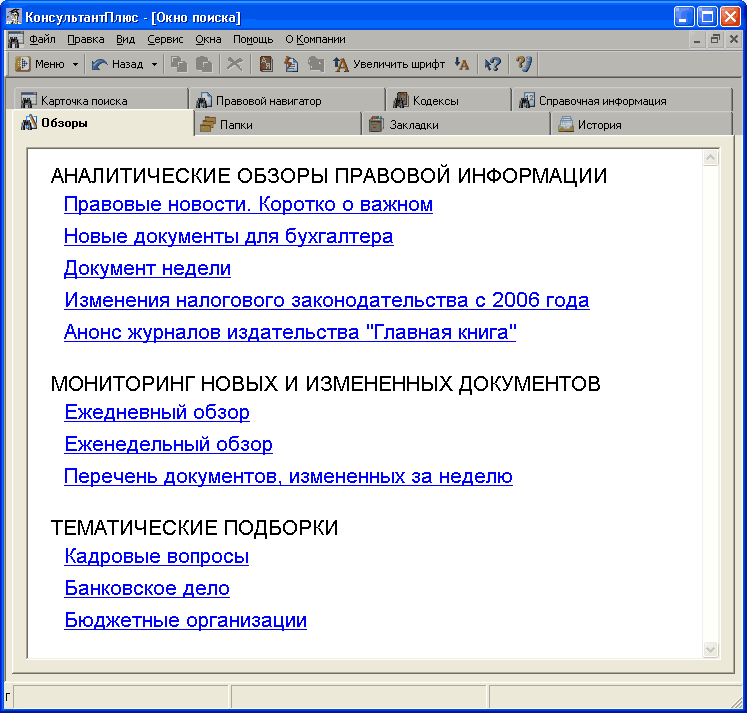 КонсультантПлюс - [Окно поиска]
Файл Правка Вид Сервис Окна Помощь О Компании
Меню Назад Увеличить шрифт
Карточка поиска Правовой навигатор Кодексы Справочная информация
Обзоры Папки Закладки История
АНАЛИТИЧЕСКИЕ ОБЗОРЫ ПРАВОВОЙ ИНФОРМАЦИИ
Правовые новости. Коротко о важном
Новые документы для бухгалтера
Документ недели
Изменения налогового законодательства с 2006 года
Анонс журналов издательства "Главная книга"
МОНИТОРИНГ НОВЫХ И ИЗМЕНЕННЫХ ДОКУМЕНТОВ
Ежедневный обзор
Еженедельный обзор
Перечень документов, измененных за неделю
ТЕМАТИЧЕСКИЕ ПОДБОРКИ
Кадровые вопросы
Банковское дело
Бюджетные организации